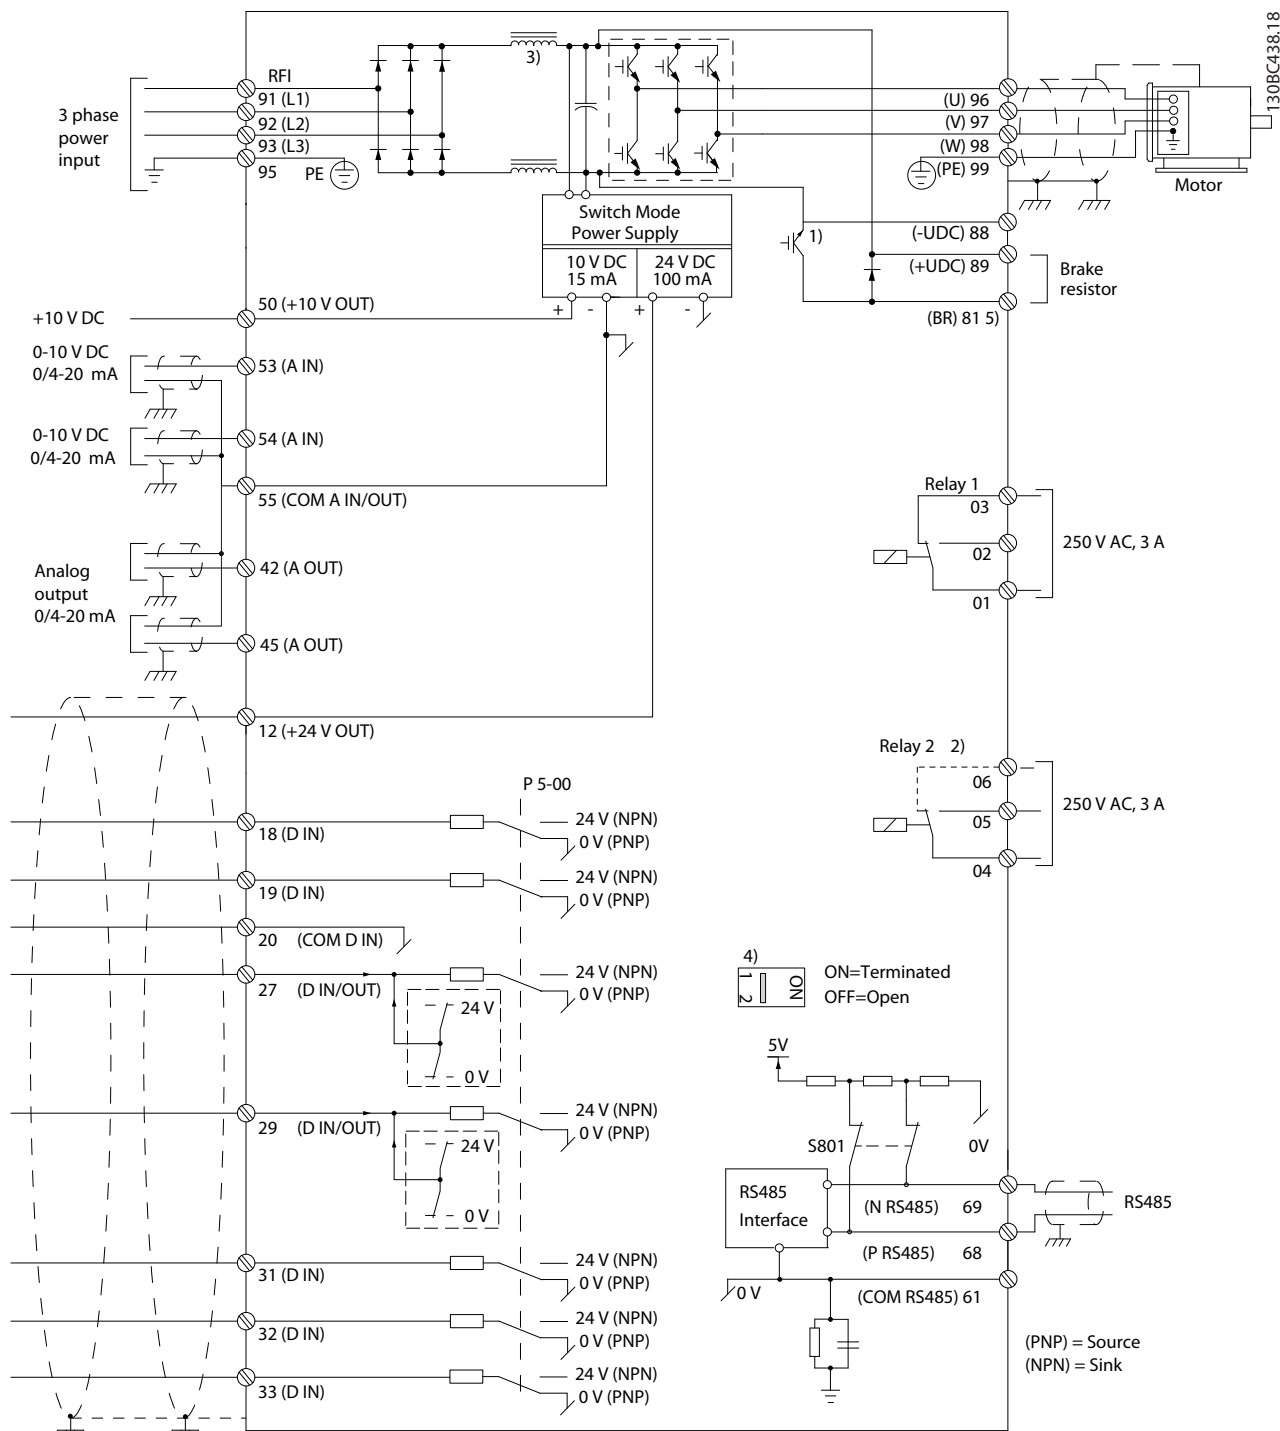 130BC438.18
3 phase
power
input
RFI
91 (L1)
92 (L2)
93 (L3)
95
PE
3)
(U) 96
(V) 97
(W) 98
(PE) 99
Motor
Switch Mode
Power Supply
10 V DC
15 mA
24 V DC
100 mA
+ - + -
1)
(-UDC) 88
(+UDC) 89
(BR) 81 5)
Brake
resistor
+10 V DC
50 (+10 V OUT)
0-10 V DC
0/4-20 mA
53 (A IN)
0-10 V DC
0/4-20 mA
54 (A IN)
55 (COM A IN/OUT)
Analog
output
0/4-20 mA
42 (A OUT)
45 (A OUT)
12 (+24 V OUT)
Relay 1
03
02
01
250 V AC, 3 A
Relay 2 2)
06
05
04
250 V AC, 3 A
P 5-00
18 (D IN)
24 V (NPN)
0 V (PNP)
19 (D IN)
24 V (NPN)
0 V (PNP)
20 (COM D IN)
27 (D IN/OUT)
24 V (NPN)
0 V (PNP)
24 V
0 V
29 (D IN/OUT)
24 V (NPN)
0 V (PNP)
24 V
0 V
31 (D IN)
24 V (NPN)
0 V (PNP)
32 (D IN)
24 V (NPN)
0 V (PNP)
33 (D IN)
24 V (NPN)
0 V (PNP)
4)
1 2
ON
ON=Terminated
OFF=Open
5V
S801
0V
RS485
Interface
(N RS485) 69
(P RS485) 68
(COM RS485) 61
RS485
0 V
(PNP) = Source
(NPN) = Sink